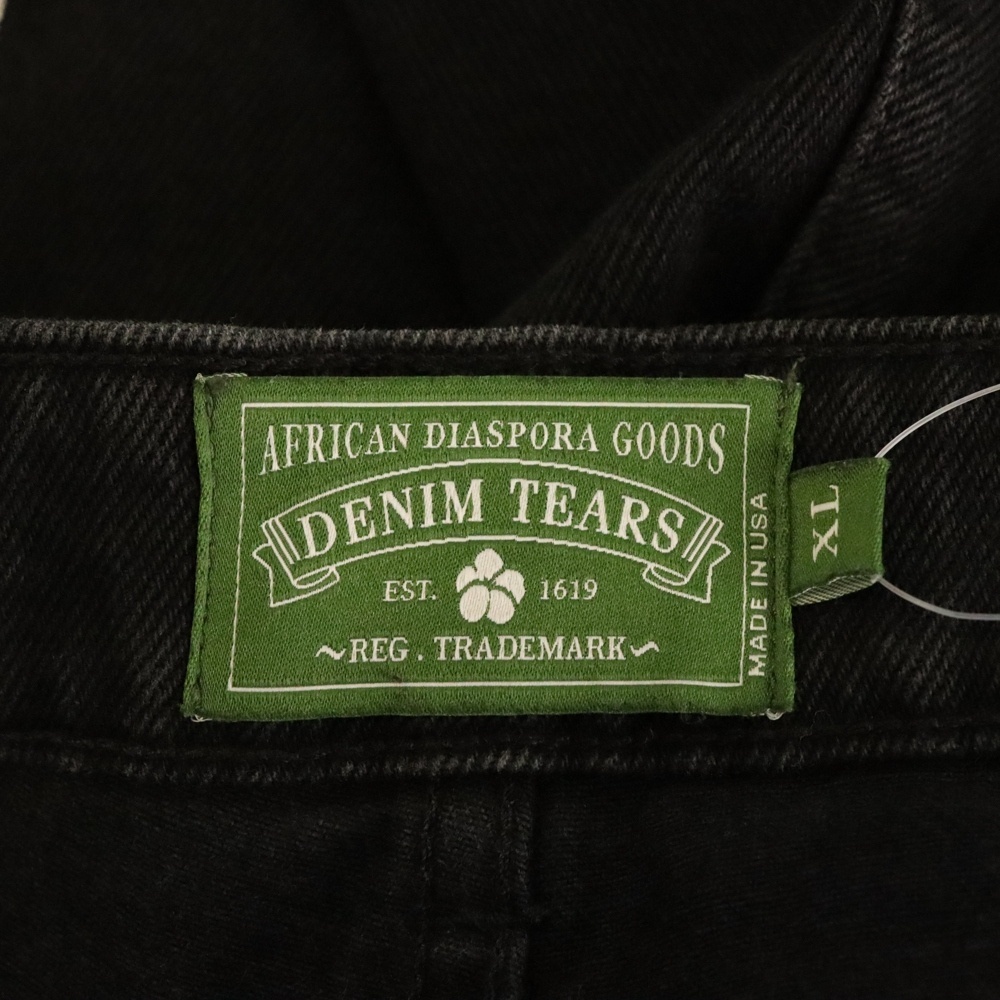 AFRICAN DIASPORA GOODS
DENIM TEARS
EST. 1619
~REG. TRADEMARK~
MADE IN USA
XL